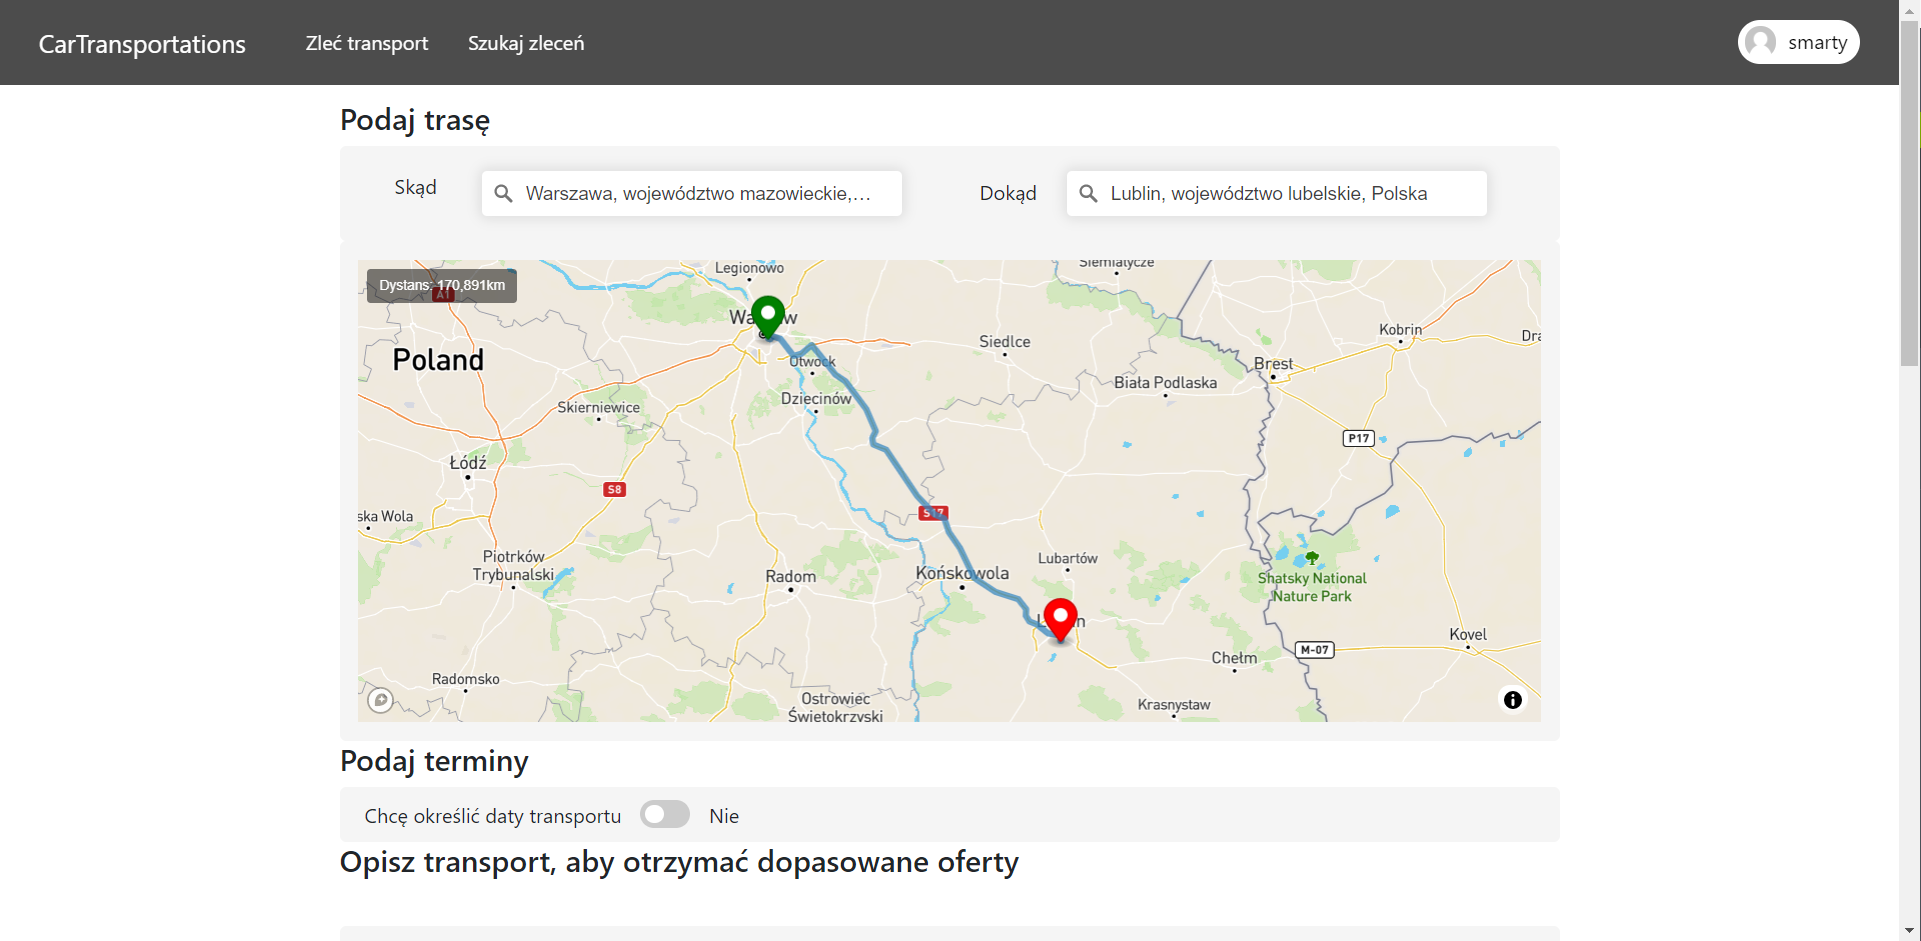 CarTransportations
Zleć transport
Szukaj zleceń
smarty
Podaj trasę
Skąd
Warszawa, województwo mazowieckie,…
Dokąd
Lublin, województwo lubelskie, Polska
Dystans: 170,891km
A1
Legionowo
Siemiatycze
Kobrin
Dra
Siedlce
Poland
Otwock
Brest
Biała Podlaska
Dziecinów
Skierniewice
P17
Łódź
S8
S17
ska Wola
Piotrków
Trybunalski
Radom
Końskowola
Lubartów
Shatsky National
Nature Park
Kovel
M-07
Chełm
Radomsko
Ostrowiec
Świętokrzyski
Krasnystaw
Podaj terminy
Chcę określić daty transportu
Nie
Opisz transport, aby otrzymać dopasowane oferty